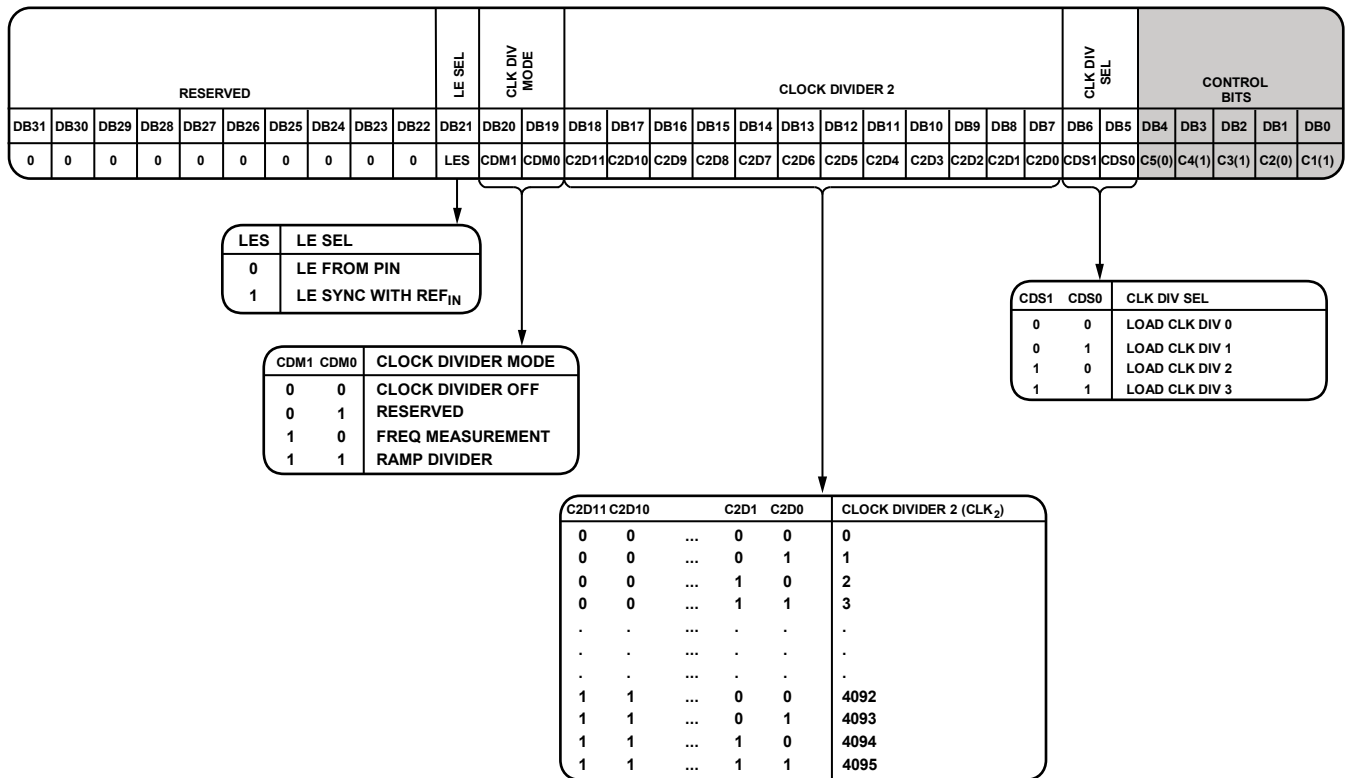 RESERVED
LE SEL
CLK DIV
MODE
CLOCK DIVIDER 2
CLK DIV
SEL
CONTROL
BITS
DB31 DB30 DB29 DB28 DB27 DB26 DB25 DB24 DB23 DB22 DB21 DB20 DB19 DB18 DB17 DB16 DB15 DB14 DB13 DB12 DB11 DB10 DB9 DB8 DB7 DB6 DB5 DB4 DB3 DB2 DB1 DB0
0 0 0 0 0 0 0 0 0 0 LES CDM1 CDM0 C2D11 C2D10 C2D9 C2D8 C2D7 C2D6 C2D5 C2D4 C2D3 C2D2 C2D1 C2D0 CDS1 CDS0 C5(0) C4(1) C3(1) C2(0) C1(1)
LES LE SEL
0 LE FROM PIN
1 LE SYNC WITH REFIN
CDM1 CDM0 CLOCK DIVIDER MODE
0 0 CLOCK DIVIDER OFF
0 1 RESERVED
1 0 FREQ MEASUREMENT
1 1 RAMP DIVIDER
CDS1 CDS0 CLK DIV SEL
0 0 LOAD CLK DIV 0
0 1 LOAD CLK DIV 1
1 0 LOAD CLK DIV 2
1 1 LOAD CLK DIV 3
C2D11 C2D10 C2D1 C2D0 CLOCK DIVIDER 2 (CLK2)
0 0 ... 0 0 0
0 0 ... 0 1 1
0 0 ... 1 0 2
0 0 ... 1 1 3
. . ... . . .
. . ... . . .
. . ... . . .
1 1 ... 0 0 4092
1 1 ... 0 1 4093
1 1 ... 1 0 4094
1 1 ... 1 1 4095